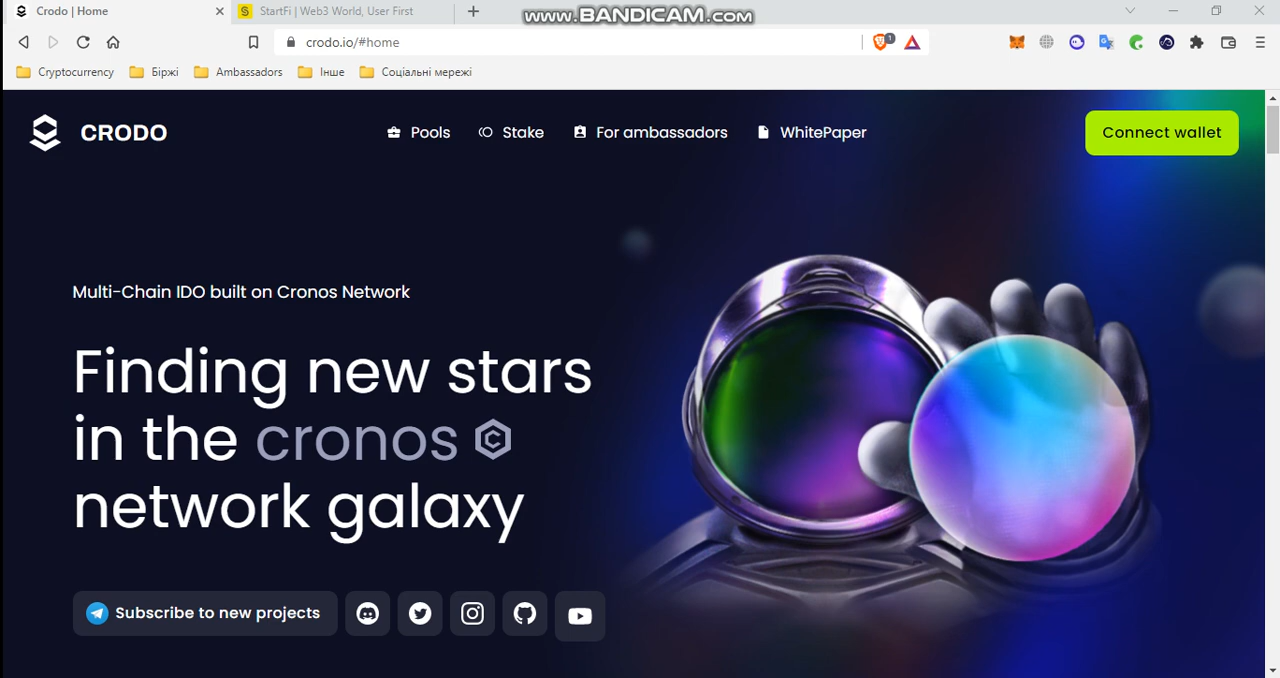 Crodo | Home
StartFi | Web3 World, User First
www.BANDICAM.com
crodo.io/#home
1
Cryptocurrency
Біржі
Ambassadors
Інше
Соціальні мережі
CRODO
Pools
Stake
For ambassadors
WhitePaper
Connect wallet
Multi-Chain IDO built on Cronos Network
Finding new stars
in the cronos
network galaxy
Subscribe to new projects